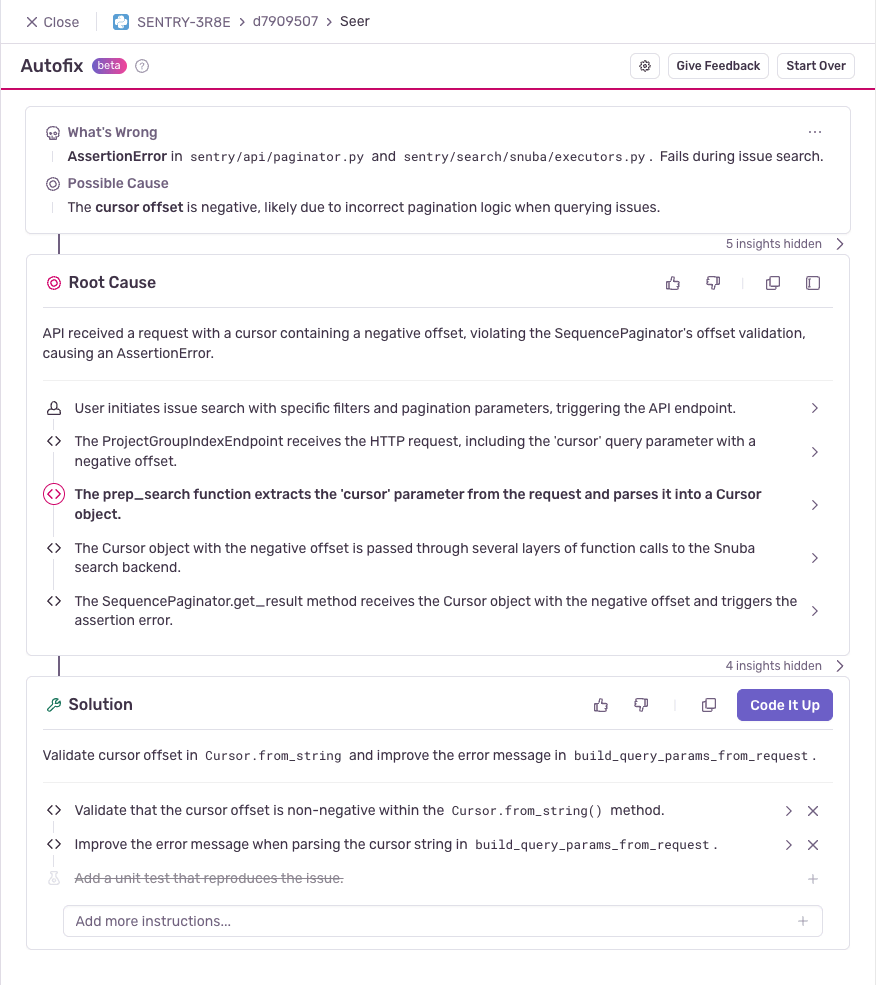 Close SENTRY-3R8E > d7909507 > Seer
Autofix beta ? Give Feedback Start Over
What's Wrong ...
AssertionError in sentry/api/paginator.py and sentry/search/snuba/executors.py. Fails during issue search.
Possible Cause
The cursor offset is negative, likely due to incorrect pagination logic when querying issues.
5 insights hidden
Root Cause
API received a request with a cursor containing a negative offset, violating the SequencePaginator's offset validation,
causing an AssertionError.
User initiates issue search with specific filters and pagination parameters, triggering the API endpoint.
The ProjectGroupIndexEndpoint receives the HTTP request, including the 'cursor' query parameter with a
negative offset.
The prep_search function extracts the 'cursor' parameter from the request and parses it into a Cursor
object.
The Cursor object with the negative offset is passed through several layers of function calls to the Snuba
search backend.
The SequencePaginator.get_result method receives the Cursor object with the negative offset and triggers the
assertion error.
4 insights hidden
Solution Code It Up
Validate cursor offset in Cursor.from_string and improve the error message in build_query_params_from_request.
Validate that the cursor offset is non-negative within the Cursor.from_string() method.
Improve the error message when parsing the cursor string in build_query_params_from_request.
Add a unit test that reproduces the issue.
Add more instructions...